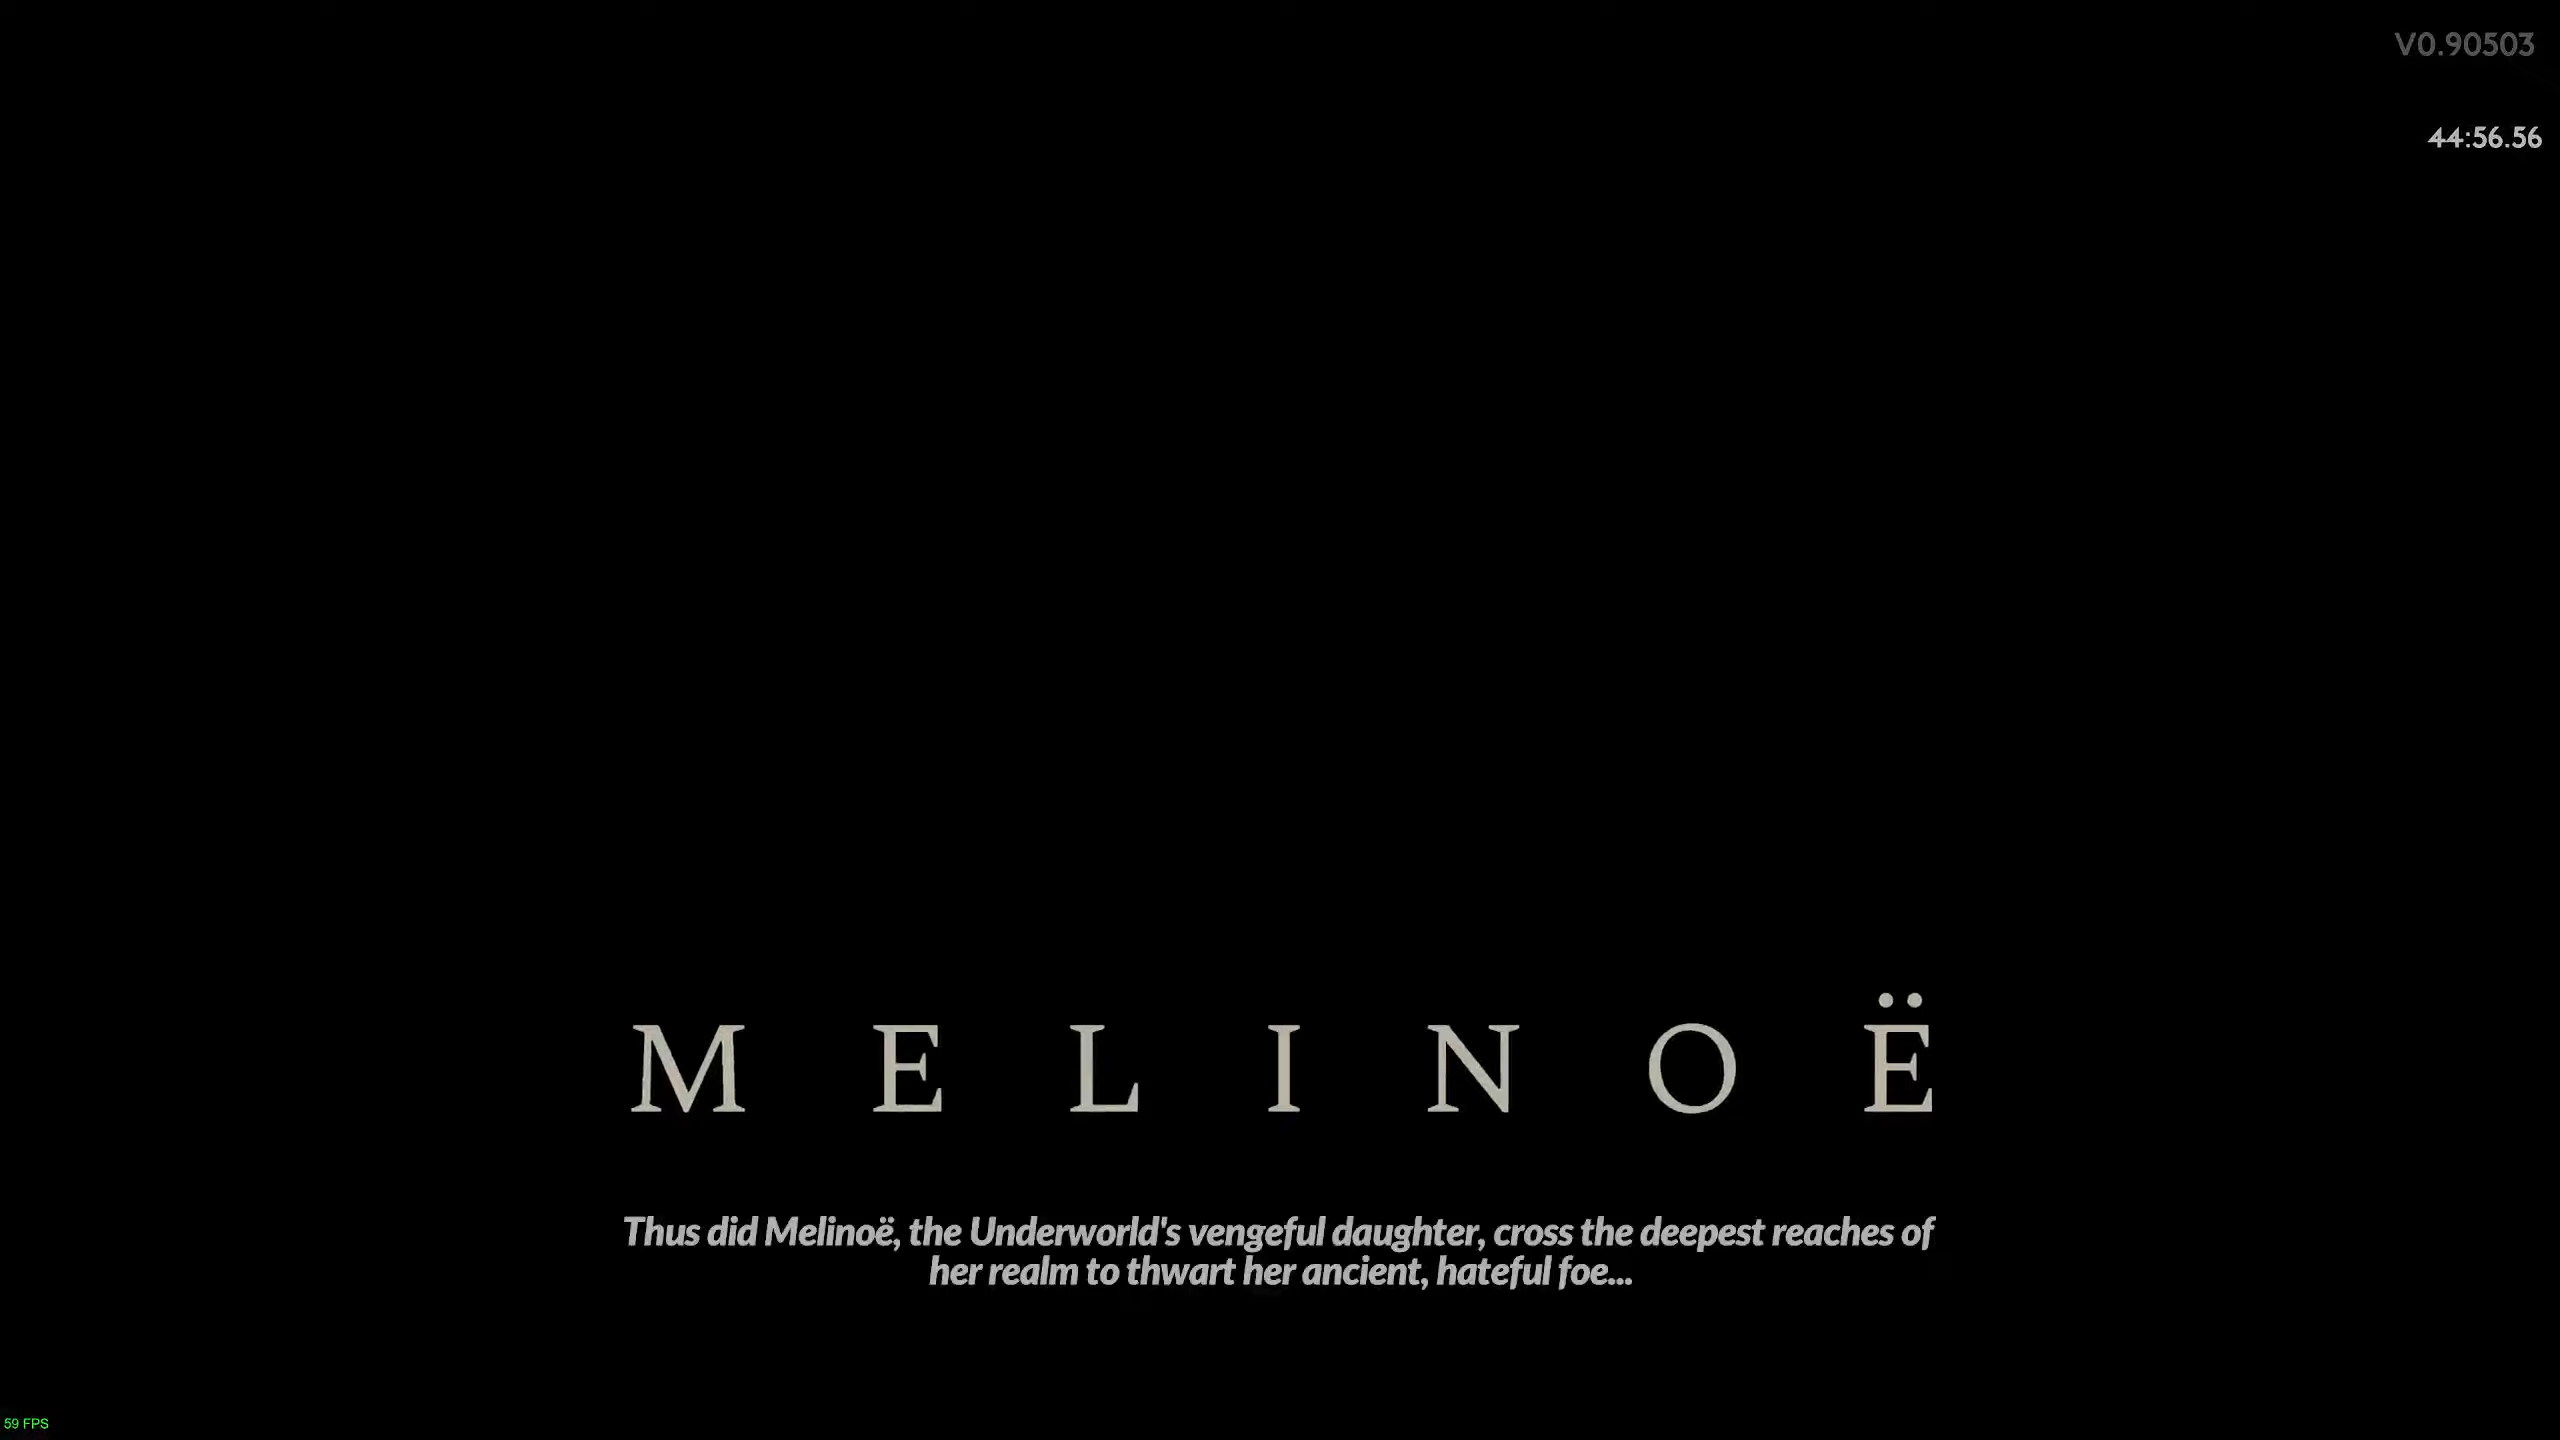 V0.90503
44:56.56
MELINOË
Thus did Melinoë, the Underworld's vengeful daughter, cross the deepest reaches of
her realm to thwart her ancient, hateful foe...
59 FPS